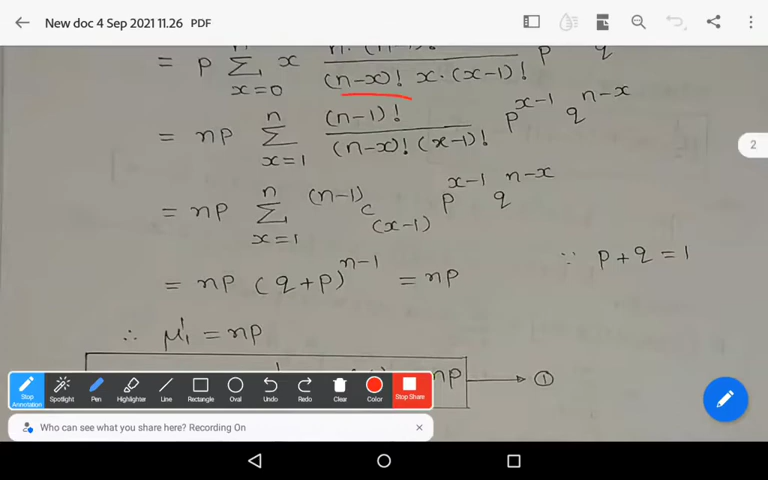 New doc 4 Sep 2021 11.26 PDF
= p Σ x=0 x / (n-x)! x·(x-1)! p q
= np Σ n x=1 (n-1)! / (n-x)! (x-1)! p^x-1 q^n-x
2
= np Σ n x=1 (n-1)c(x-1) p^x-1 q^n-x
= np (q+p)^n-1 = np ∵ p+q=1
∴ μ₁' = np
np → ①
Stop Annotation Spotlight Pen Highlighter Line Rectangle Oval Undo Redo Clear Color Stop Share
Who can see what you share here? Recording On